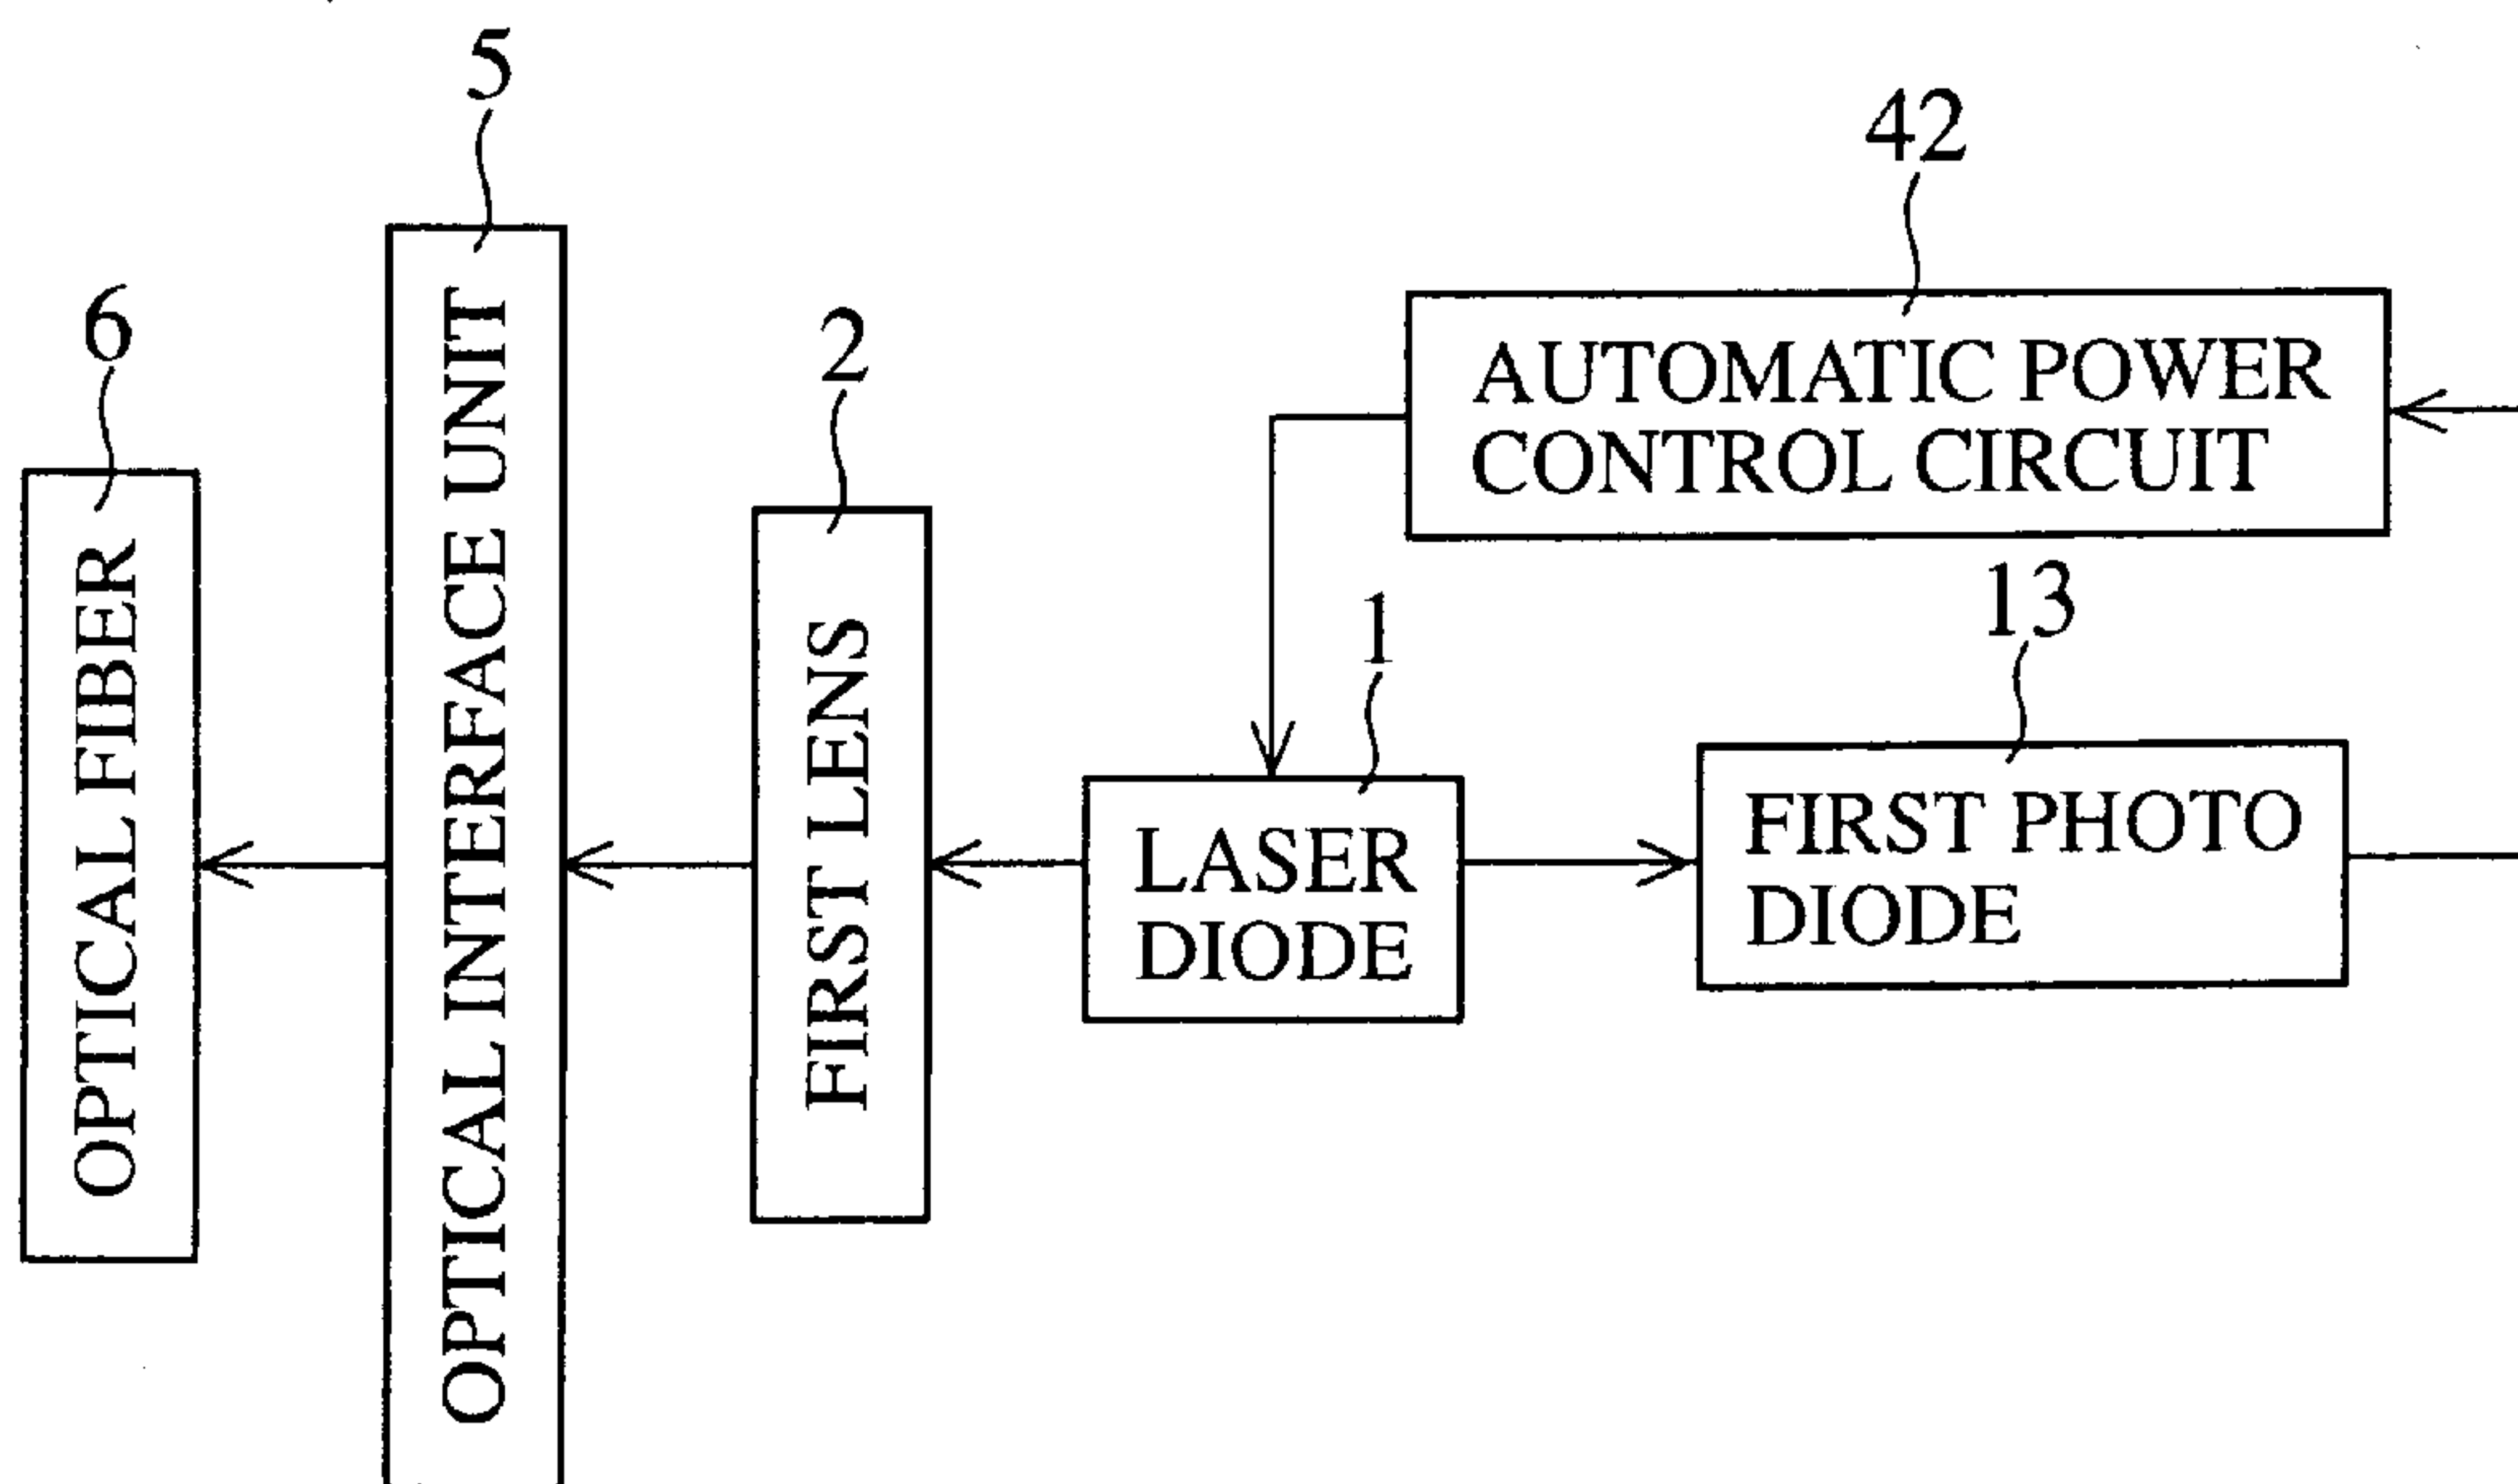 5
42
6
2
AUTOMATIC POWER
CONTROL CIRCUIT
1
13
OPTICAL FIBER
OPTICAL INTERFACE UNIT
FIRST LENS
LASER
DIODE
FIRST PHOTO
DIODE